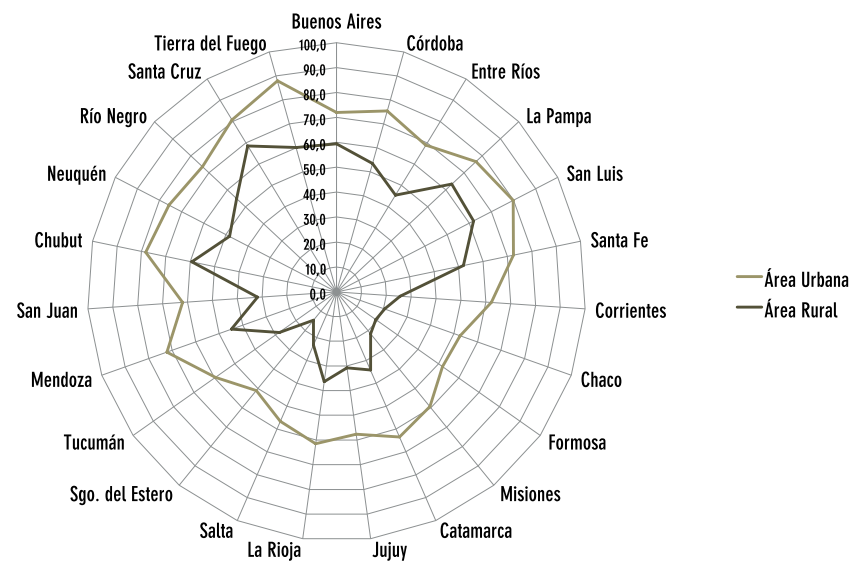 Buenos Aires
Córdoba
Entre Ríos
La Pampa
San Luis
Santa Fe
Corrientes
Chaco
Formosa
Misiones
Catamarca
Jujuy
La Rioja
Salta
Sgo. del Estero
Tucumán
Mendoza
San Juan
Chubut
Neuquén
Río Negro
Santa Cruz
Tierra del Fuego
100,0
90,0
80,0
70,0
60,0
50,0
40,0
30,0
20,0
10,0
0,0
Área Urbana
Área Rural